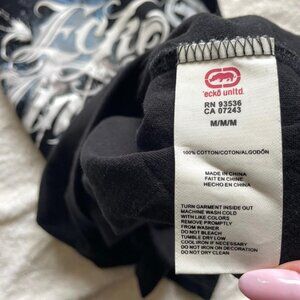 Ecko
ecko unltd.
RN 93536
CA 07243
M/M/M
100% COTTON/COTON/ALGODÓN
MADE IN CHINA
FAIT EN CHINE
HECHO EN CHINA
TURN GARMENT INSIDE OUT
MACHINE WASH COLD
WITH LIKE COLORS
REMOVE PROMPTLY
FROM WASHER
DO NOT BLEACH
TUMBLE DRY LOW
COOL IRON IF NECESSARY
DO NOT IRON ON DECORATION
DO NOT DRY CLEAN